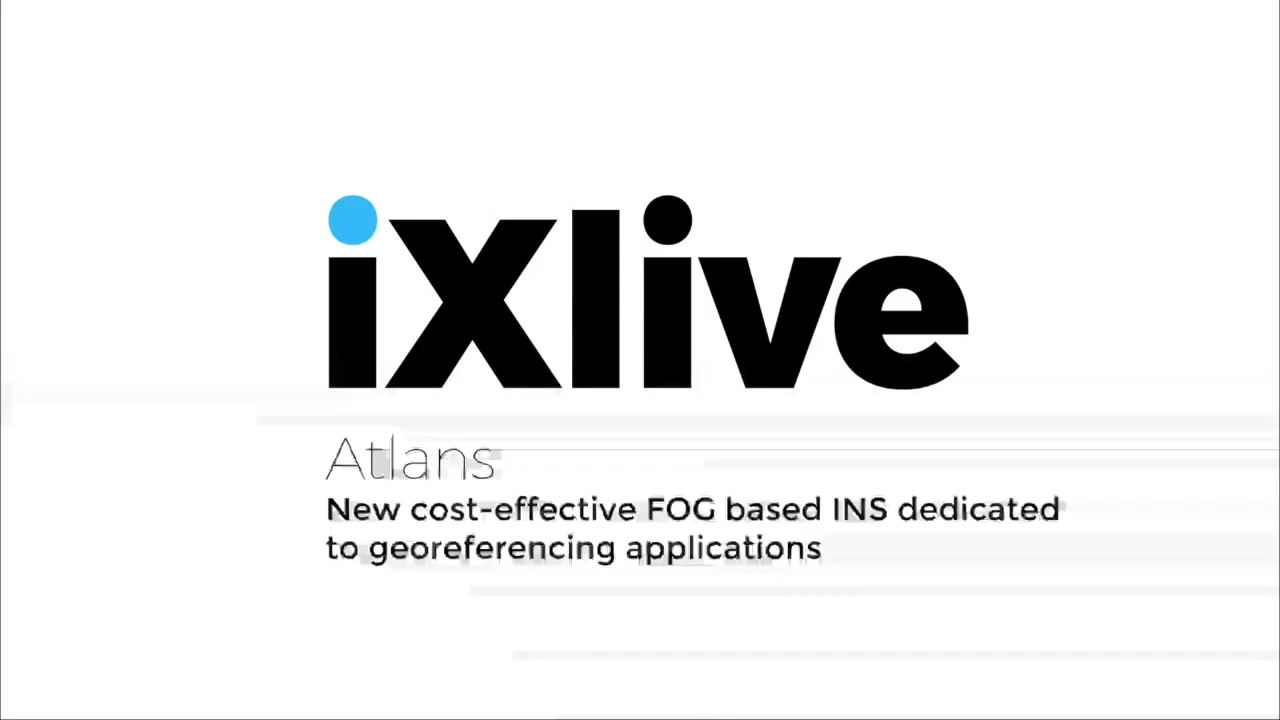 iXlive
Atlans
New cost-effective FOG based INS dedicated
to georeferencing applications